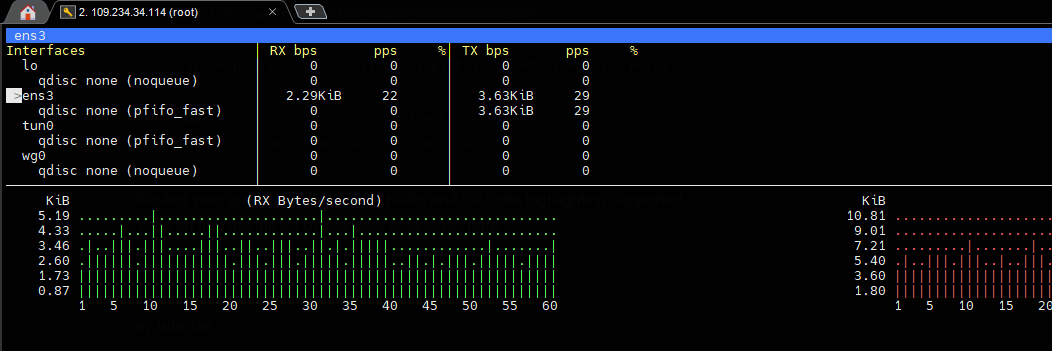 2. 109.234.34.114 (root)
ens3
Interfaces RX bps pps % TX bps pps %
lo 0 0 0 0
qdisc none (noqueue) 0 0 0 0
>ens3 2.29KiB 22 3.63KiB 29
qdisc none (pfifo_fast) 0 0 3.63KiB 29
tun0 0 0 0 0
qdisc none (pfifo_fast) 0 0 0 0
wg0 0 0 0 0
qdisc none (noqueue) 0 0 0 0
KiB (RX Bytes/second) KiB
5.19 10.81
4.33 9.01
3.46 7.21
2.60 5.40
1.73 3.60
0.87 1.80
1 5 10 15 20 25 30 35 40 45 50 55 60 1 5 10 15 20